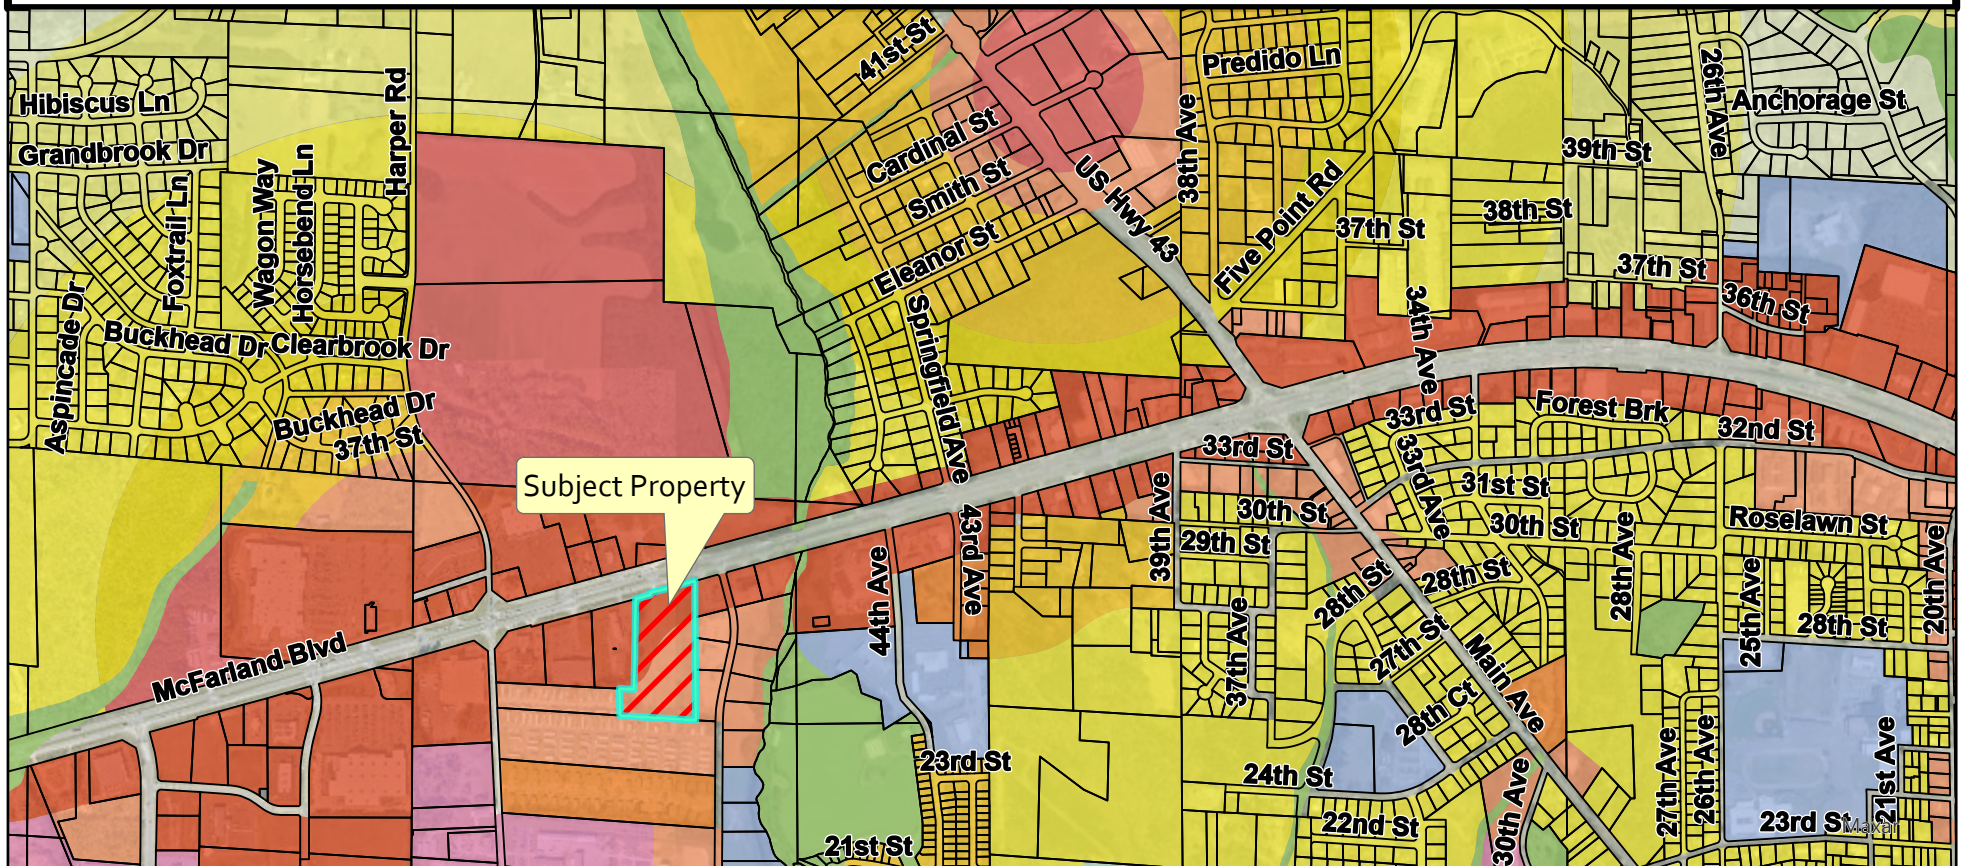 41st St
Predido Ln
26th Ave
Anchorage St
Hibiscus Ln
Harper Rd
Grandbrook Dr
Cardinal St
38th Ave
39th St
Foxtrail Ln
Wagon Way
Horsebend Ln
Smith St
US Hwy 43
Five Point Rd
37th St
38th St
Eleanor St
37th St
36th St
Aspincade Dr
Buckhead Dr
Clearbrook Dr
Springfield Ave
34th Ave
Buckhead Dr
37th St
33rd St
Forest Brk
32nd St
33rd St
33rd Ave
Subject Property
31st St
30th St
30th St
Roselawn St
39th Ave
43rd Ave
29th St
28th Ave
20th Ave
44th Ave
28th St
28th St
25th Ave
28th St
37th Ave
27th St
Main Ave
McFarland Blvd
28th Ct
23rd St
24th St
27th Ave
26th Ave
21st Ave
30th Ave
22nd St
23rd St
Maxar
21st St